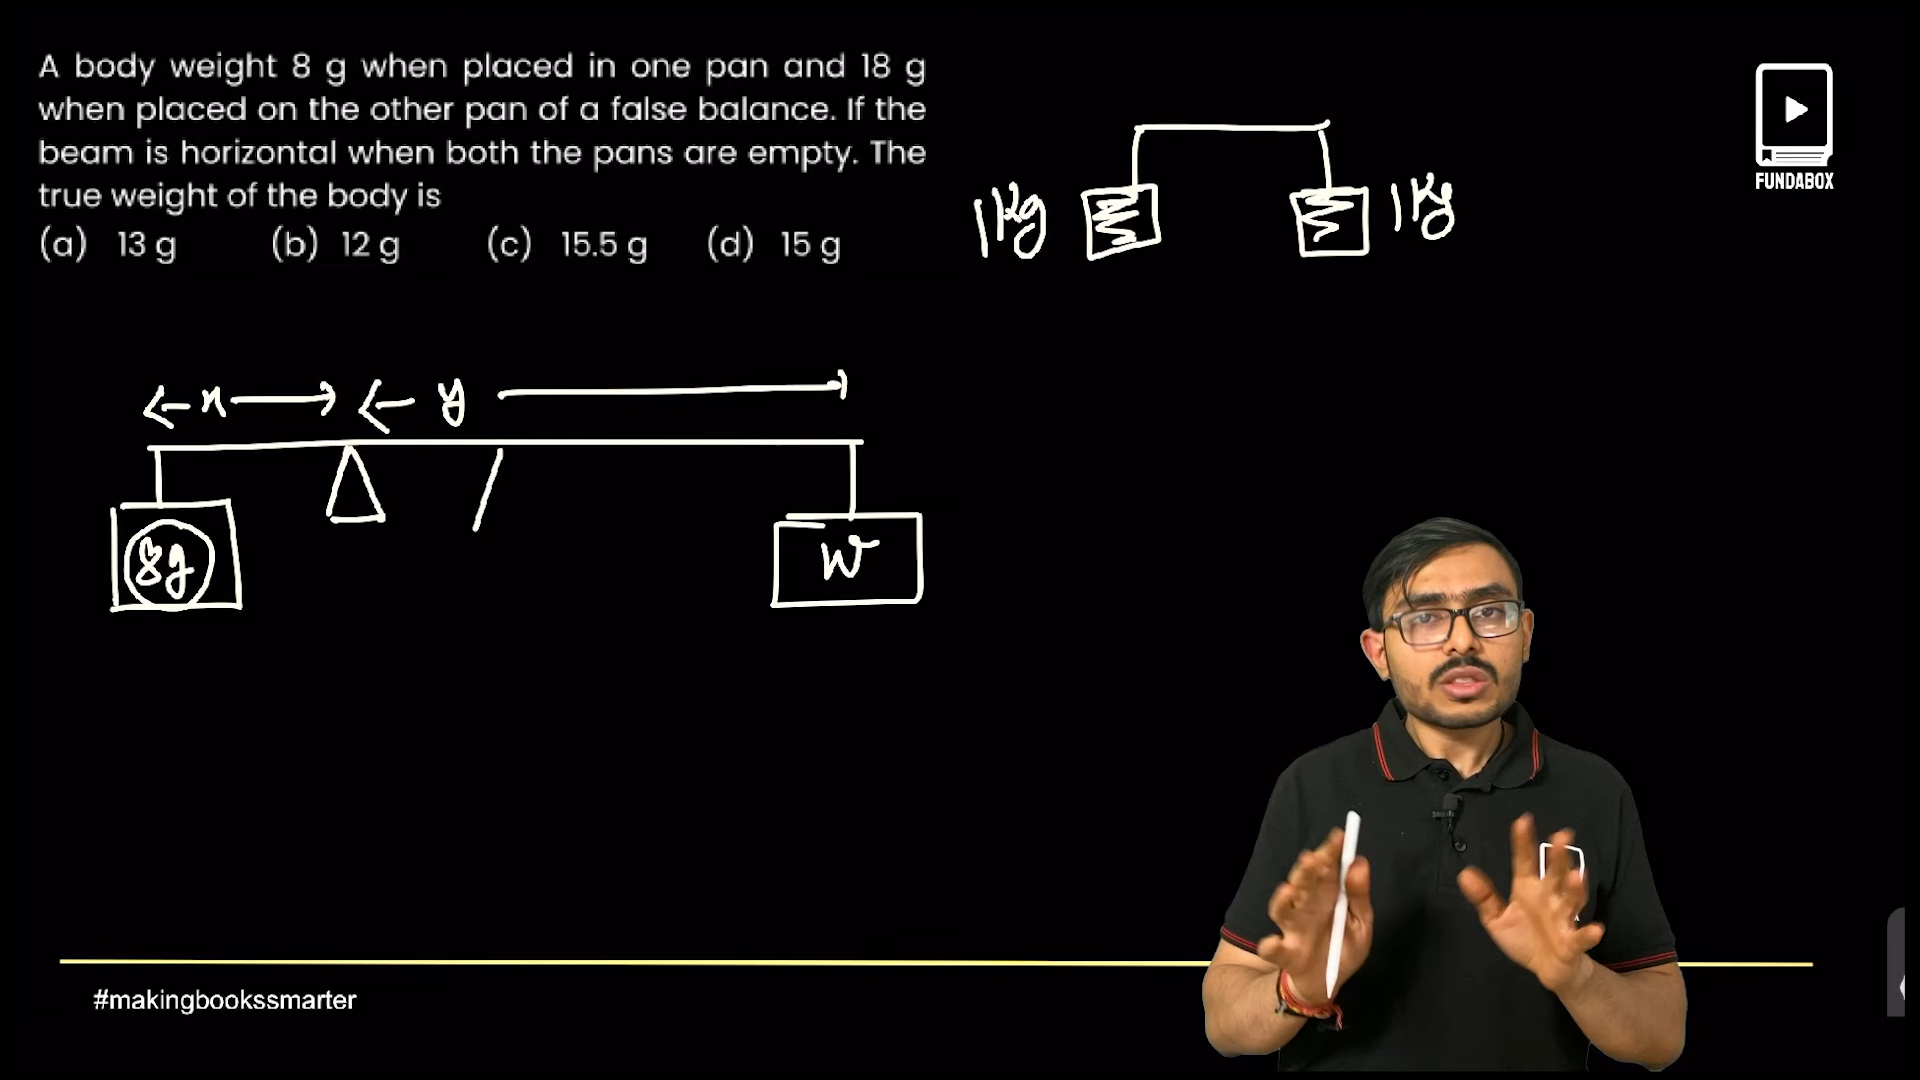 A body weight 8 g when placed in one pan and 18 g
when placed on the other pan of a false balance. If the
beam is horizontal when both the pans are empty. The
true weight of the body is
(a) 13 g (b) 12 g (c) 15.5 g (d) 15 g
FUNDABOX
1kg 1kg
x y
8g W
#makingbookssmarter